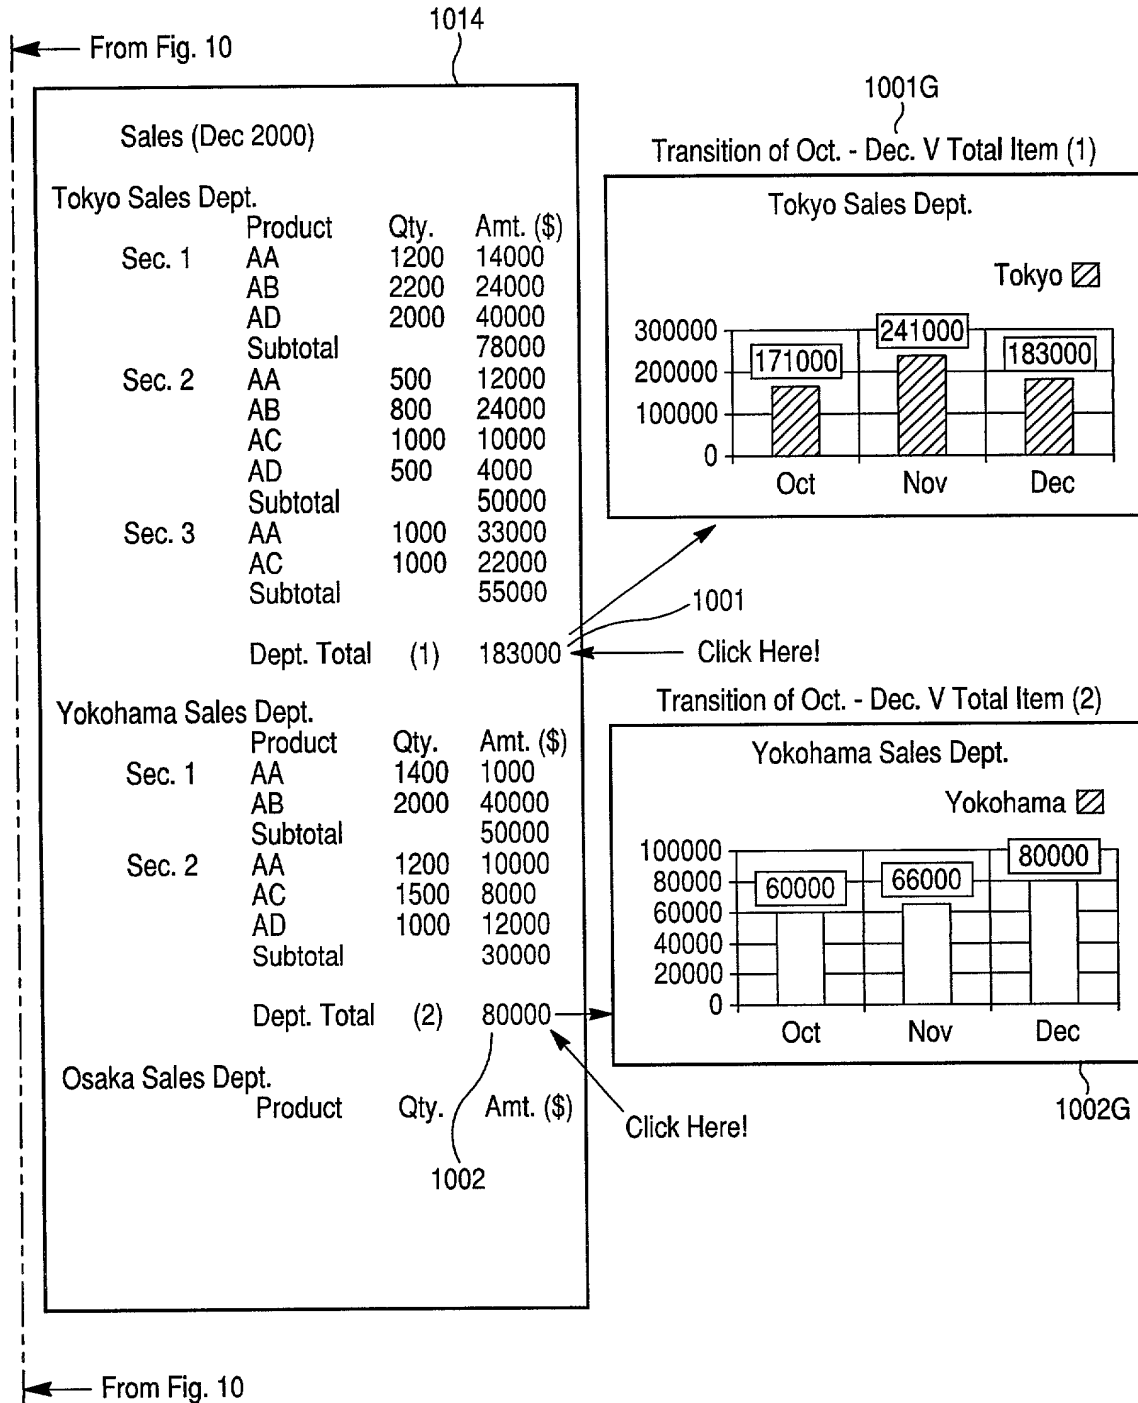 1014
From Fig. 10
Sales (Dec 2000)
Tokyo Sales Dept.
Product Qty. Amt. ($)
Sec. 1 AA 1200 14000
AB 2200 24000
AD 2000 40000
Subtotal 78000
Sec. 2 AA 500 12000
AB 800 24000
AC 1000 10000
AD 500 4000
Subtotal 50000
Sec. 3 AA 1000 33000
AC 1000 22000
Subtotal 55000
Dept. Total (1) 183000
1001
Click Here!
Yokohama Sales Dept.
Product Qty. Amt. ($)
Sec. 1 AA 1400 1000
AB 2000 40000
Subtotal 50000
Sec. 2 AA 1200 10000
AC 1500 8000
AD 1000 12000
Subtotal 30000
Dept. Total (2) 80000
Osaka Sales Dept.
Product Qty. Amt. ($)
Click Here!
1002
1001G
Transition of Oct. - Dec. V Total Item (1)
Tokyo Sales Dept.
Tokyo
300000
200000
100000
0
171000
241000
183000
Oct Nov Dec
Transition of Oct. - Dec. V Total Item (2)
Yokohama Sales Dept.
Yokohama
100000
80000
60000
40000
20000
0
60000
66000
80000
Oct Nov Dec
1002G
From Fig. 10